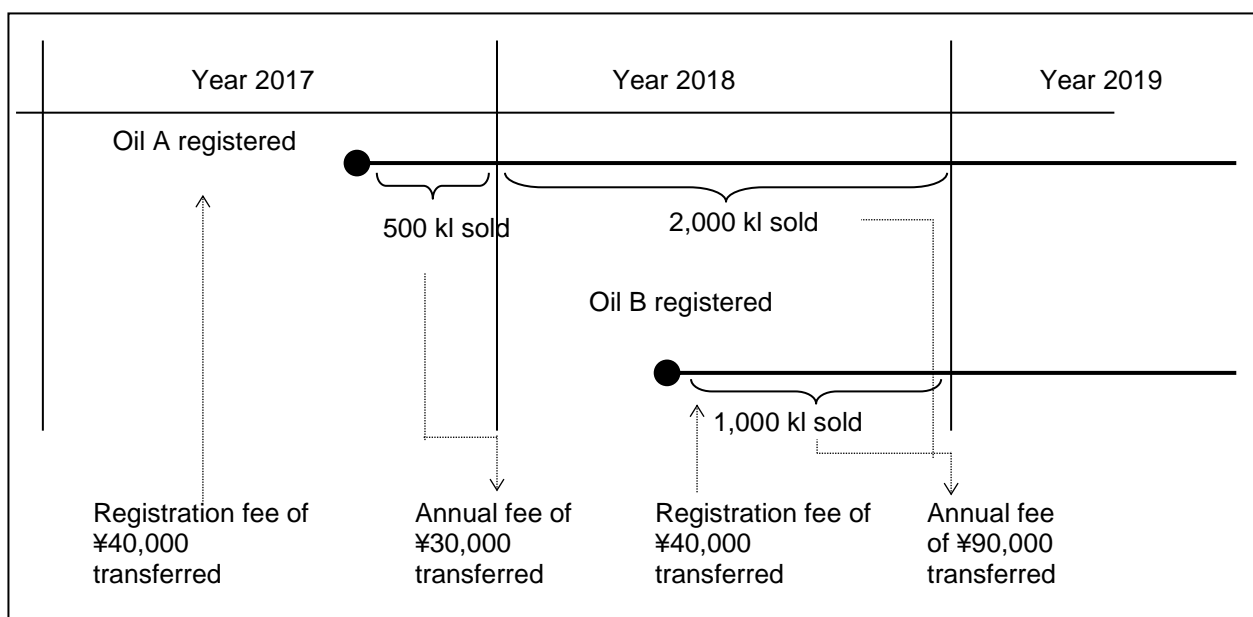 Year 2017
Year 2018
Year 2019
Oil A registered
500 kl sold
2,000 kl sold
Oil B registered
1,000 kl sold
Registration fee of
¥40,000
transferred
Annual fee of
¥30,000
transferred
Registration fee of
¥40,000
transferred
Annual fee
of ¥90,000
transferred